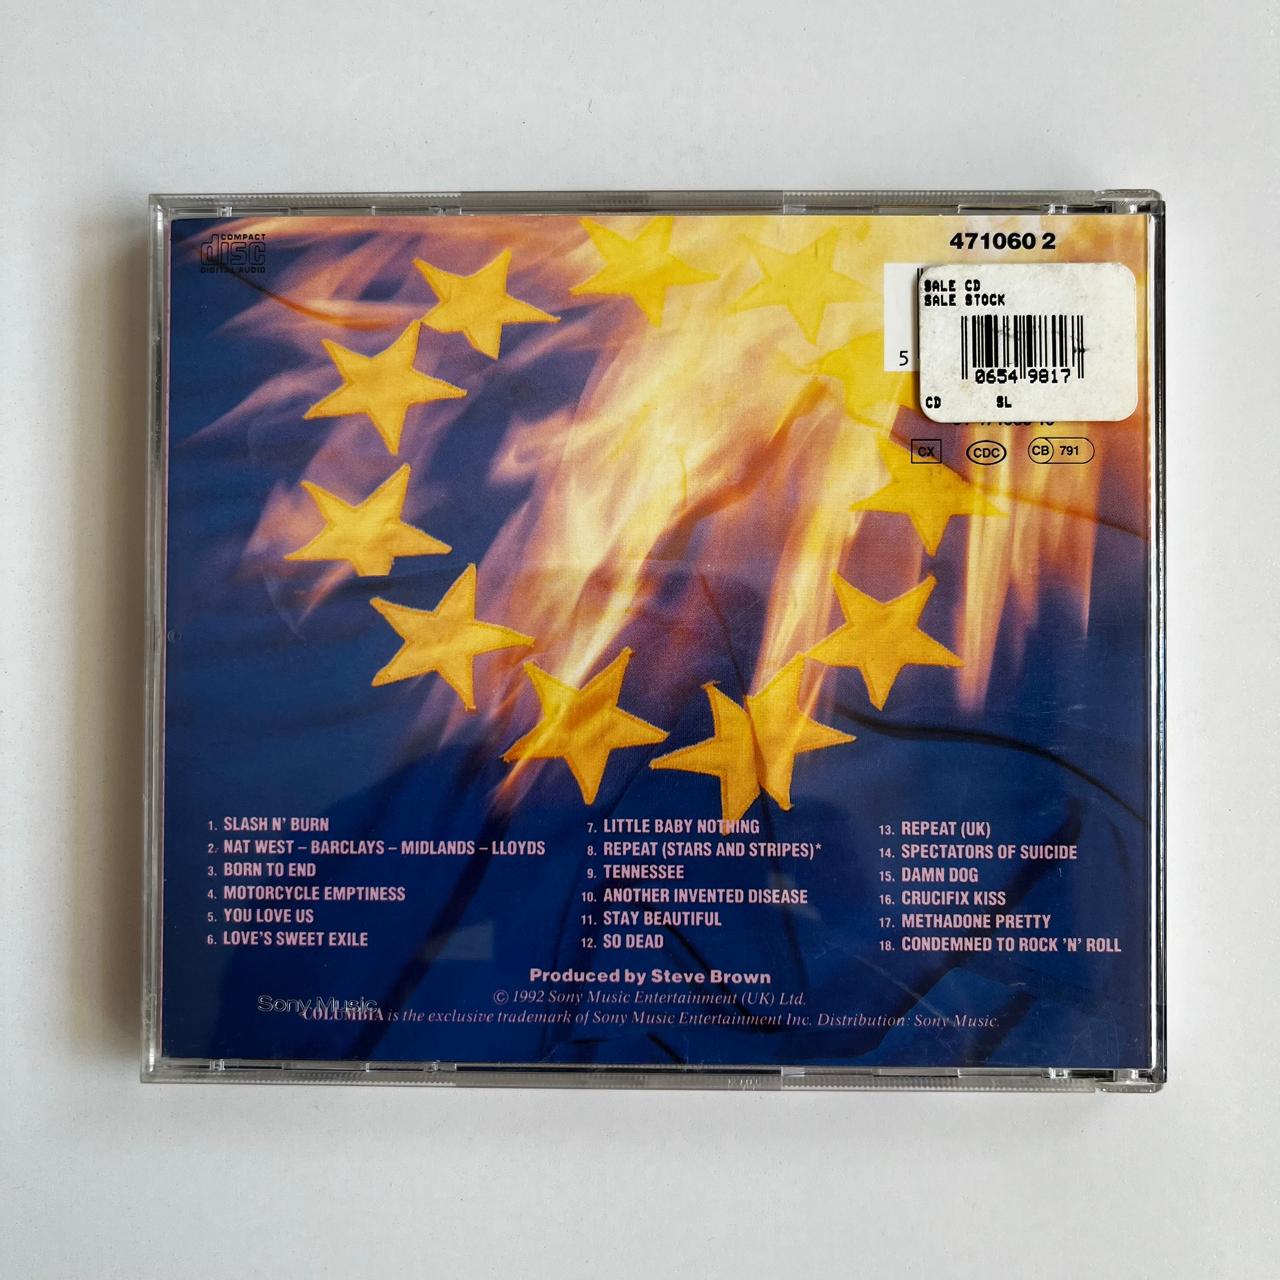 COMPACT
disc
DIGITAL AUDIO
471060 2
SALE CD
SALE STOCK
5
0654 9817
CD SL
CX CDC CB 791
1. SLASH N' BURN
2. NAT WEST – BARCLAYS – MIDLANDS – LLOYDS
3. BORN TO END
4. MOTORCYCLE EMPTINESS
5. YOU LOVE US
6. LOVE'S SWEET EXILE
7. LITTLE BABY NOTHING
8. REPEAT (STARS AND STRIPES)*
9. TENNESSEE
10. ANOTHER INVENTED DISEASE
11. STAY BEAUTIFUL
12. SO DEAD
13. REPEAT (UK)
14. SPECTATORS OF SUICIDE
15. DAMN DOG
16. CRUCIFIX KISS
17. METHADONE PRETTY
18. CONDEMNED TO ROCK 'N' ROLL
Produced by Steve Brown
© 1992 Sony Music Entertainment (UK) Ltd.
Sony Music
COLUMBIA is the exclusive trademark of Sony Music Entertainment Inc. Distribution: Sony Music.